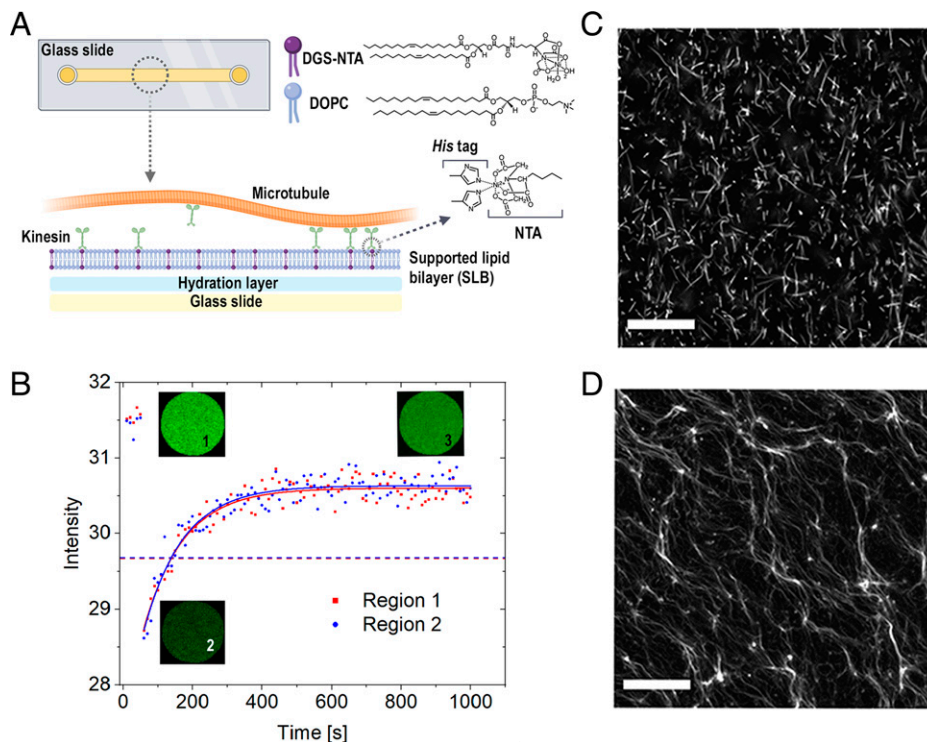 A
Glass slide
DGS-NTA
DOPC
His tag
Microtubule
Kinesin
NTA
Supported lipid
bilayer (SLB)
Hydration layer
Glass slide
B
32
31
30
29
28
Intensity
1
3
2
Region 1
Region 2
0
200
400
600
800
1000
Time [s]
C
D